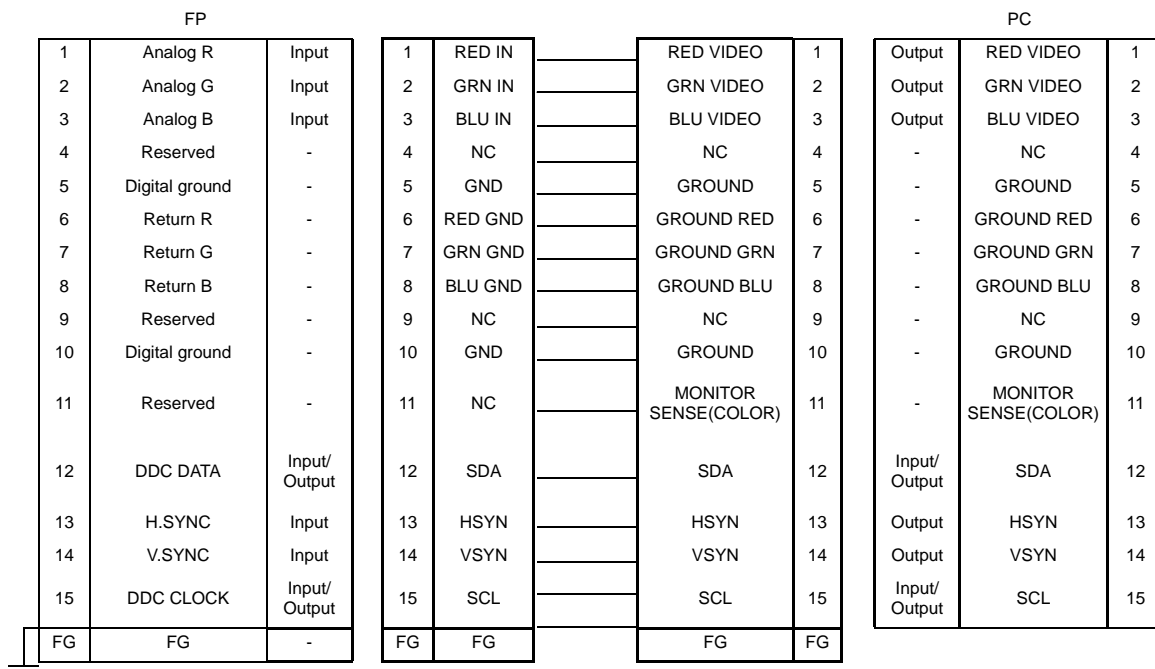 FP PC
1 Analog R Input 1 RED IN RED VIDEO 1 Output RED VIDEO 1
2 Analog G Input 2 GRN IN GRN VIDEO 2 Output GRN VIDEO 2
3 Analog B Input 3 BLU IN BLU VIDEO 3 Output BLU VIDEO 3
4 Reserved - 4 NC NC 4 - NC 4
5 Digital ground - 5 GND GROUND 5 - GROUND 5
6 Return R - 6 RED GND GROUND RED 6 - GROUND RED 6
7 Return G - 7 GRN GND GROUND GRN 7 - GROUND GRN 7
8 Return B - 8 BLU GND GROUND BLU 8 - GROUND BLU 8
9 Reserved - 9 NC NC 9 - NC 9
10 Digital ground - 10 GND GROUND 10 - GROUND 10
11 Reserved - 11 NC MONITOR SENSE(COLOR) 11 - MONITOR SENSE(COLOR) 11
12 DDC DATA Input/ Output 12 SDA SDA 12 Input/ Output SDA 12
13 H.SYNC Input 13 HSYN HSYN 13 Output HSYN 13
14 V.SYNC Input 14 VSYN VSYN 14 Output VSYN 14
15 DDC CLOCK Input/ Output 15 SCL SCL 15 Input/ Output SCL 15
FG FG - FG FG FG FG